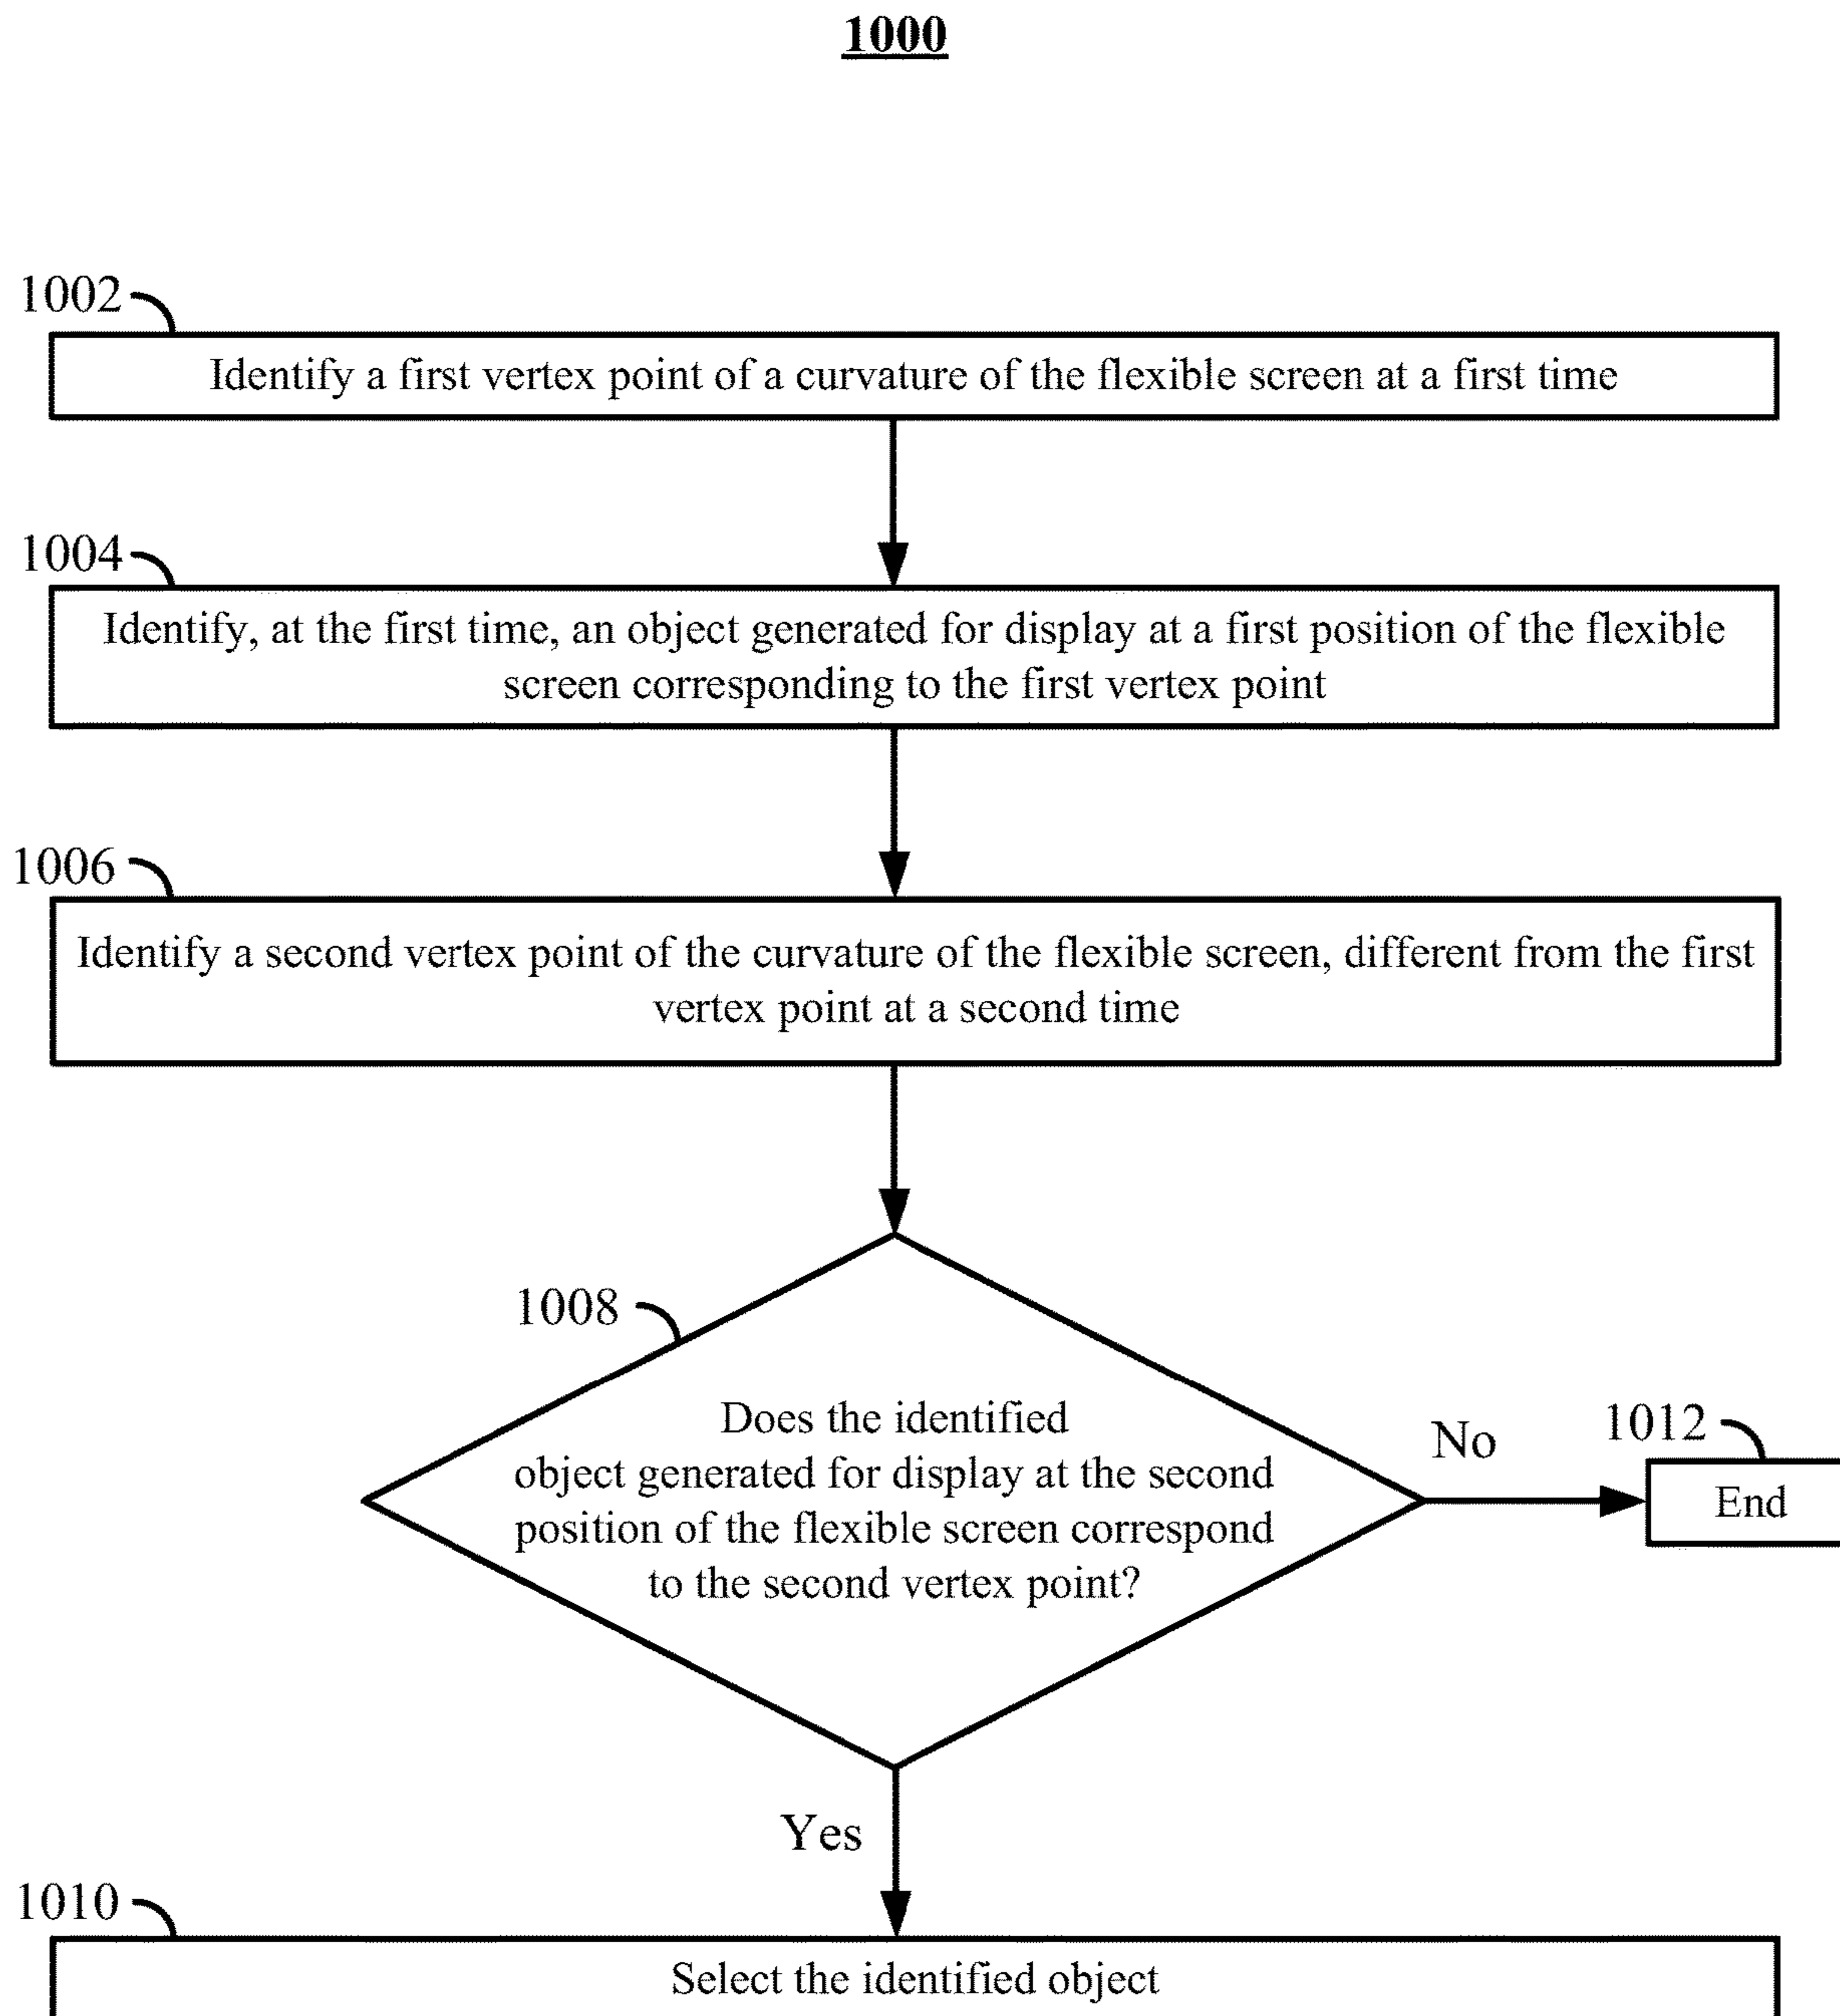 1000
1002
Identify a first vertex point of a curvature of the flexible screen at a first time
1004
Identify, at the first time, an object generated for display at a first position of the flexible
screen corresponding to the first vertex point
1006
Identify a second vertex point of the curvature of the flexible screen, different from the first
vertex point at a second time
1008
Does the identified
object generated for display at the second
position of the flexible screen correspond
to the second vertex point?
No
1012
End
Yes
1010
Select the identified object